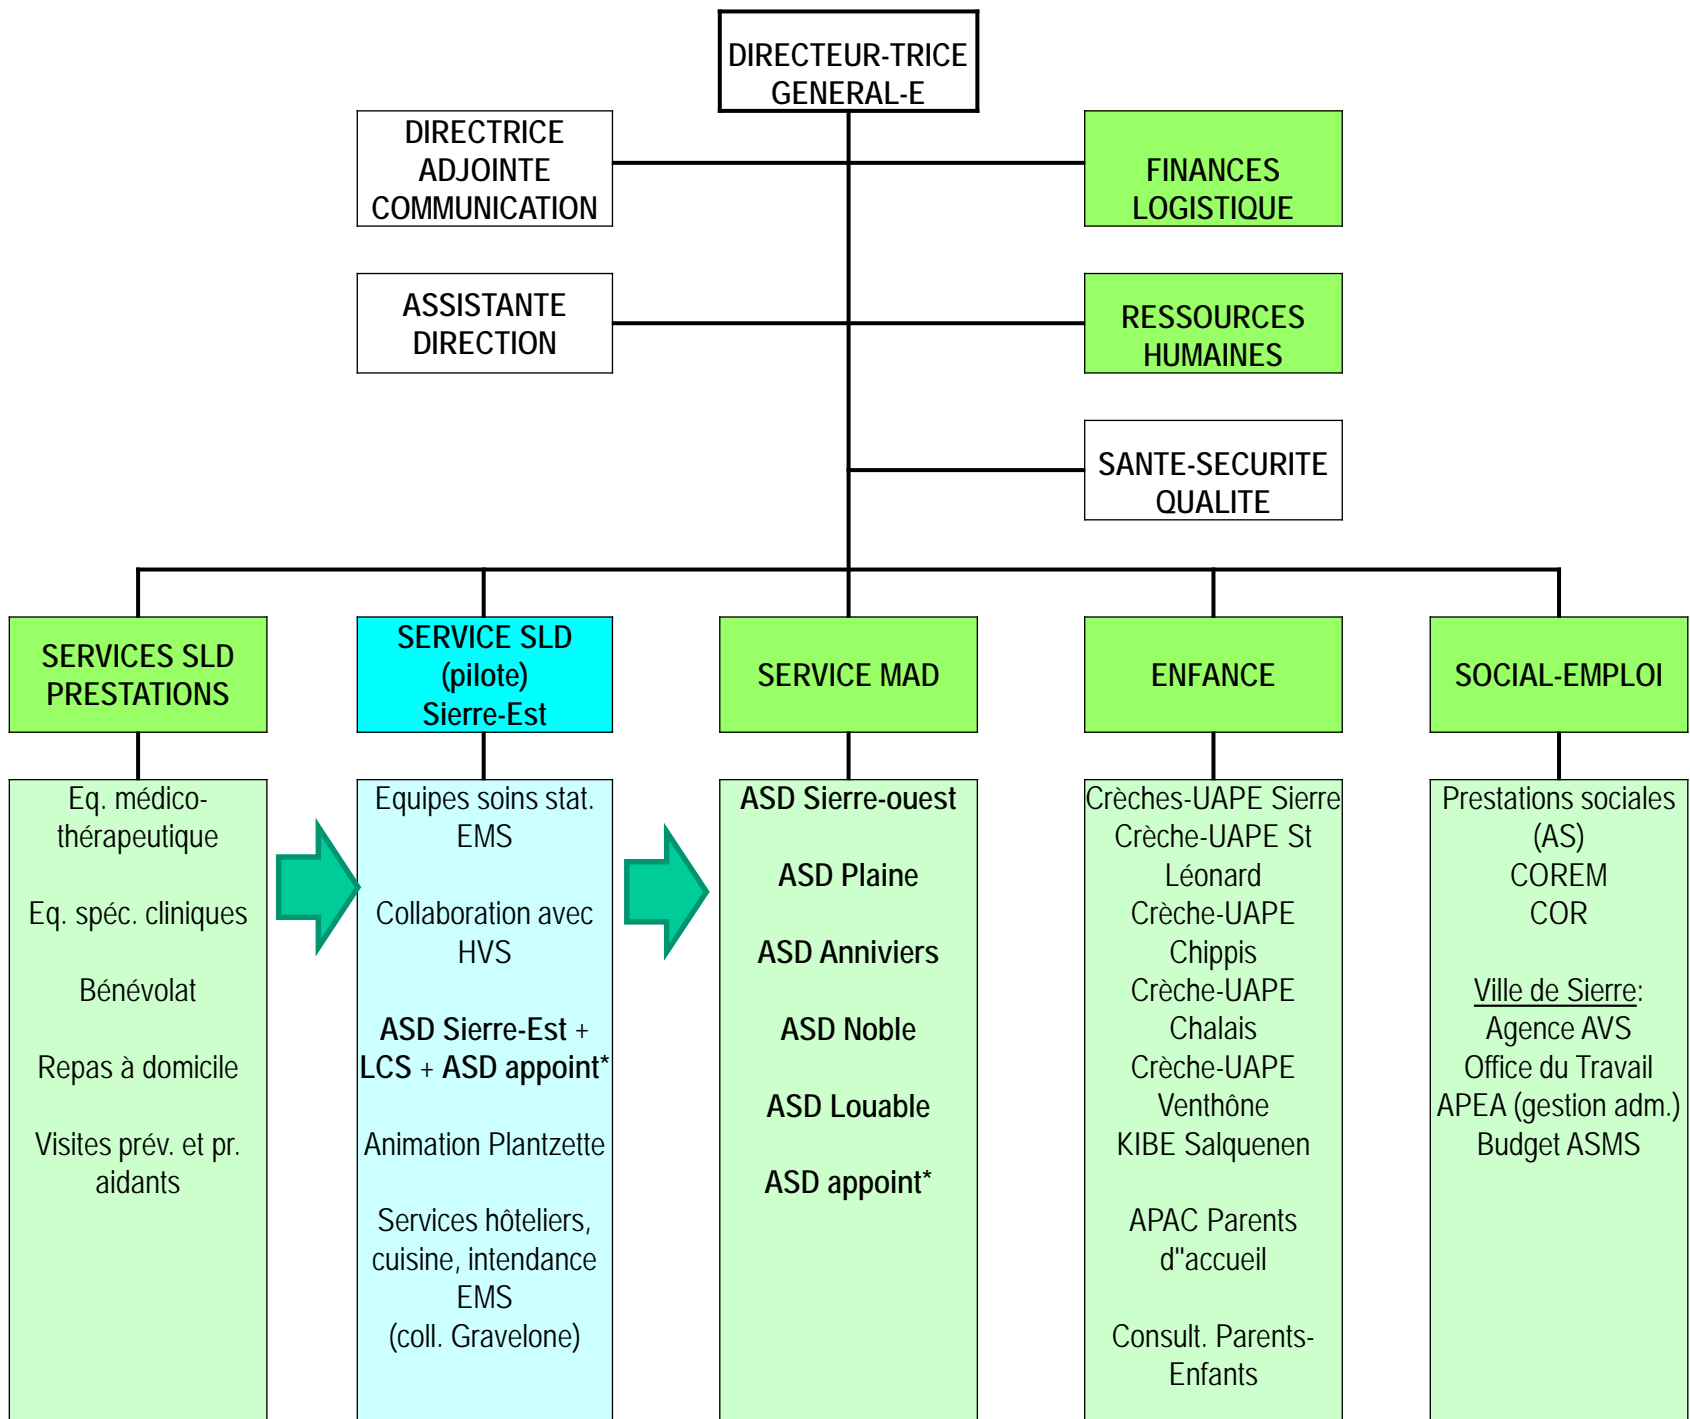 DIRECTEUR-TRICE
GENERAL-E
DIRECTRICE
ADJOINTE
COMMUNICATION
FINANCES
LOGISTIQUE
ASSISTANTE
DIRECTION
RESSOURCES
HUMAINES
SANTE-SECURITE
QUALITE
SERVICES SLD
PRESTATIONS
SERVICE SLD
(pilote)
Sierre-Est
SERVICE MAD
ENFANCE
SOCIAL-EMPLOI
Eq. médico-
thérapeutique
Eq. spéc. cliniques
Bénévolat
Repas à domicile
Visites prév. et pr.
aidants
Equipes soins stat.
EMS
Collaboration avec
HVS
ASD Sierre-Est +
LCS + ASD appoint*
Animation Plantzette
Services hôteliers,
cuisine, intendance
EMS
(coll. Gravelone)
ASD Sierre-ouest
ASD Plaine
ASD Anniviers
ASD Noble
ASD Louable
ASD appoint*
Crèches-UAPE Sierre
Crèche-UAPE St
Léonard
Crèche-UAPE
Chippis
Crèche-UAPE
Chalais
Crèche-UAPE
Venthône
KIBE Salquenen
APAC Parents
d"accueil
Consult. Parents-
Enfants
Prestations sociales
(AS)
COREM
COR
Ville de Sierre:
Agence AVS
Office du Travail
APEA (gestion adm.)
Budget ASMS